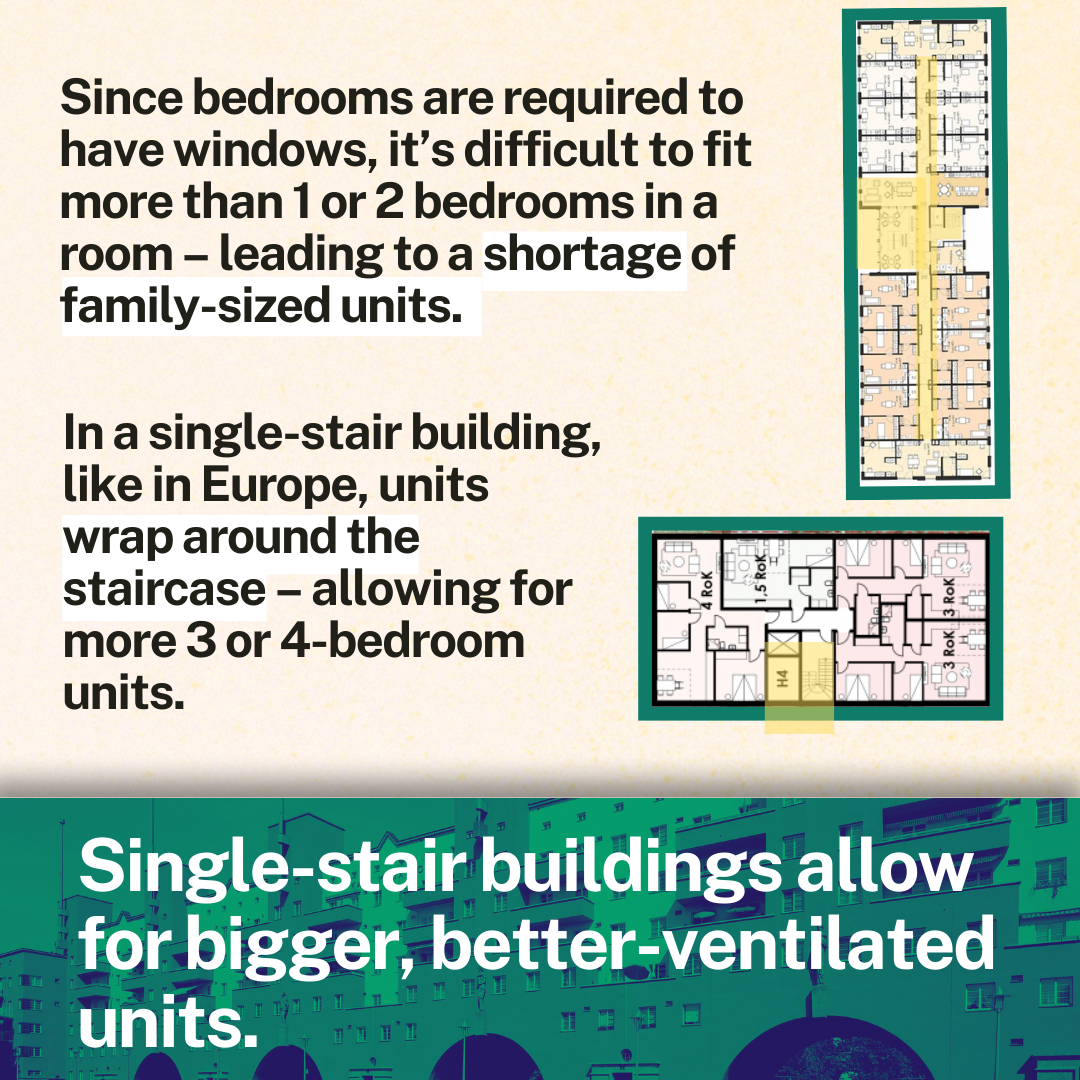 Since bedrooms are required to
have windows, it’s difficult to fit
more than 1 or 2 bedrooms in a
room – leading to a shortage of
family-sized units.
In a single-stair building,
like in Europe, units
wrap around the
staircase – allowing for
more 3 or 4-bedroom
units.
4 RoK
1,5 RoK
3 RoK
3 RoK
H4
Single-stair buildings allow
for bigger, better-ventilated
units.